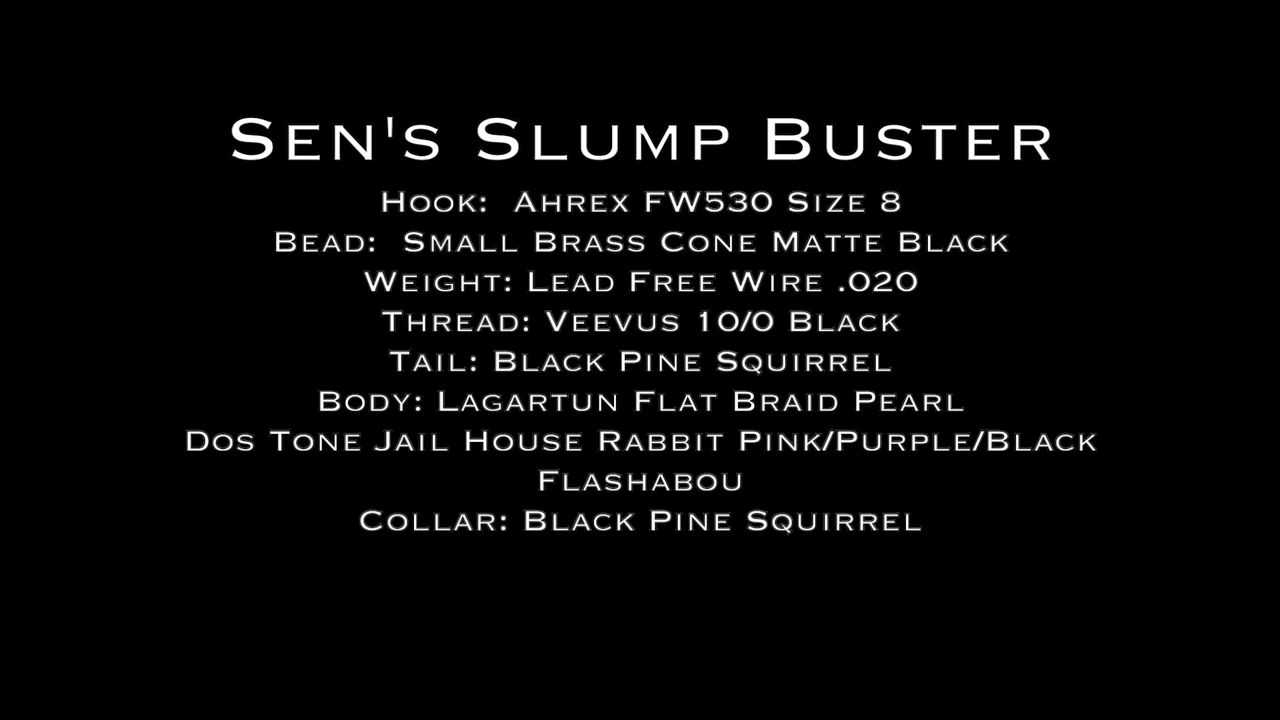 Sen's Slump Buster
Hook: Ahrex FW530 Size 8
Bead: Small Brass Cone Matte Black
Weight: Lead Free Wire .020
Thread: Veevus 10/0 Black
Tail: Black Pine Squirrel
Body: Lagartun Flat Braid Pearl
Dos Tone Jail House Rabbit Pink/Purple/Black
Flashabou
Collar: Black Pine Squirrel